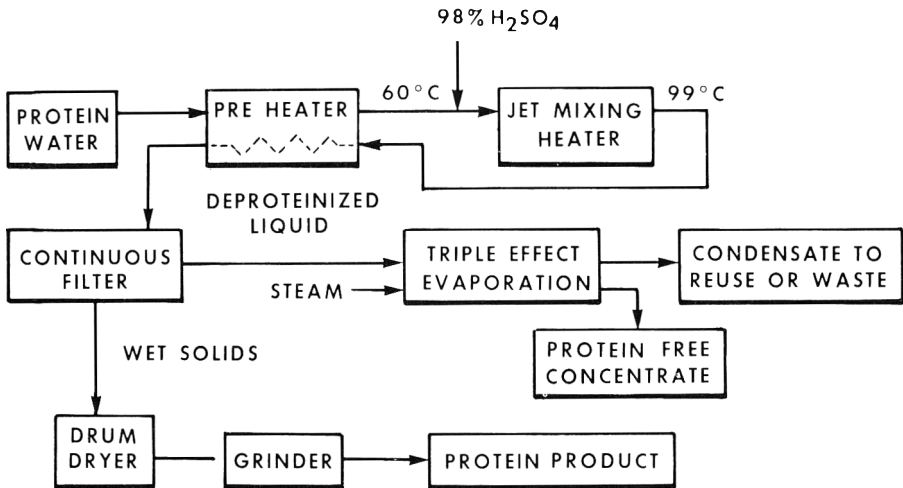 98% H₂SO₄
60°C
99°C
PROTEIN
WATER
PRE HEATER
JET MIXING
HEATER
DEPROTEINIZED
LIQUID
CONTINUOUS
FILTER
STEAM
TRIPLE EFFECT
EVAPORATION
CONDENSATE TO
REUSE OR WASTE
WET SOLIDS
PROTEIN FREE
CONCENTRATE
DRUM
DRYER
GRINDER
PROTEIN PRODUCT